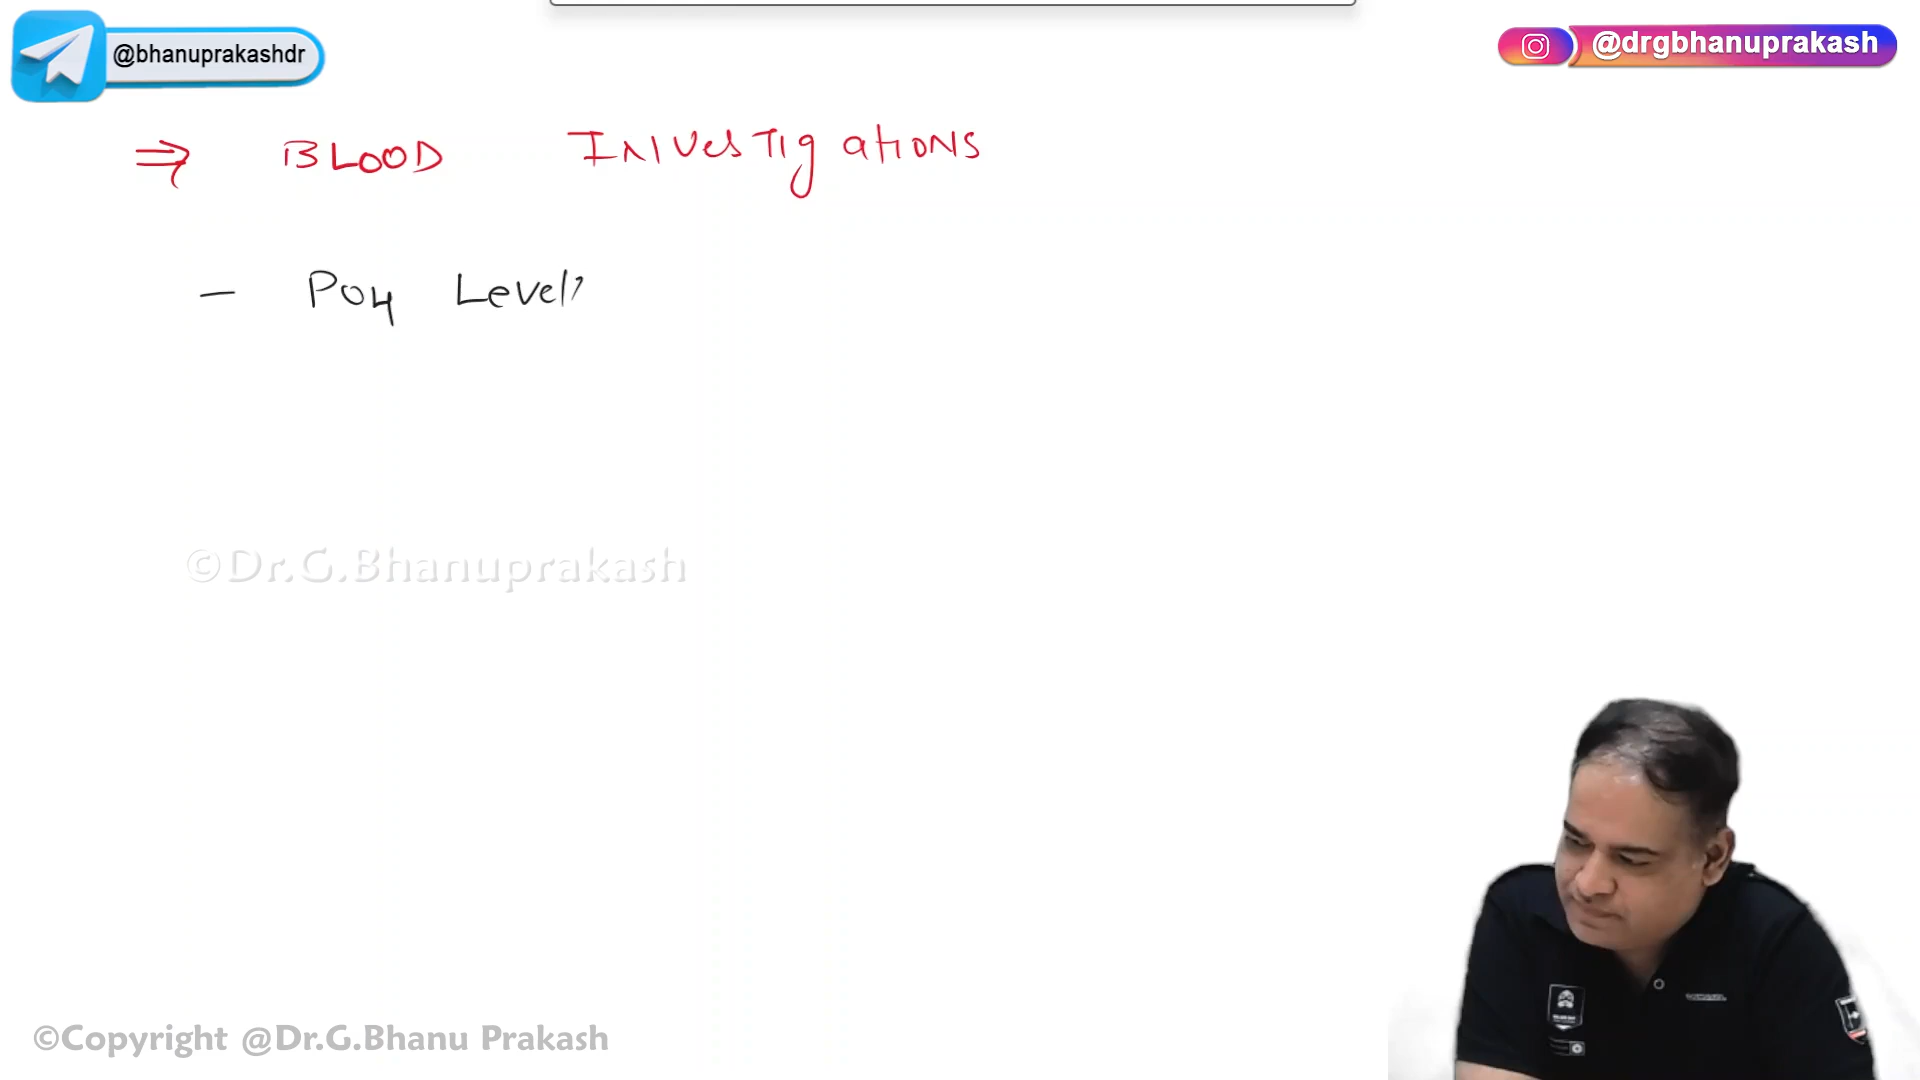 @bhanuprakashdr
@drgbhanuprakash
⇒ BLOOD Investigations
- PO4 Levels
©Dr.G.Bhanuprakash
©Copyright @Dr.G.Bhanu Prakash